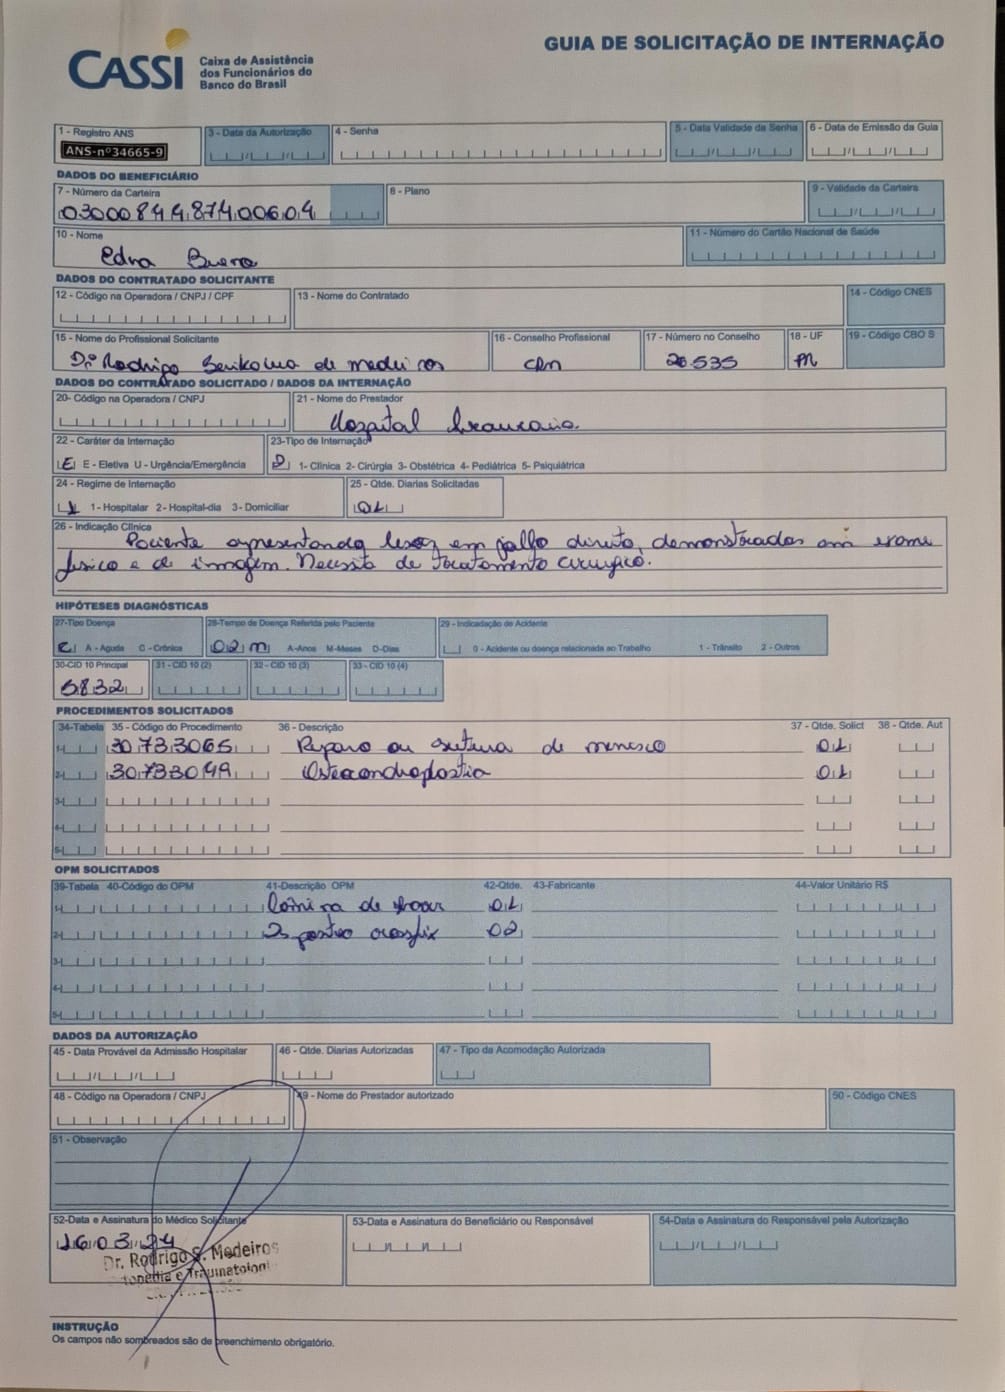 CASSI
Caixa de Assistência
dos Funcionários do
Banco do Brasil
GUIA DE SOLICITAÇÃO DE INTERNAÇÃO
1 - Registro ANS
ANS-nº34665-9
3 - Data da Autorização
4 - Senha
5 - Data Validade da Senha
6 - Data de Emissão da Guia
DADOS DO BENEFICIÁRIO
7 - Número da Carteira
8 - Plano
9 - Validade da Carteira
10 - Nome
Edna Bueno
11 - Número do Cartão Nacional de Saúde
DADOS DO CONTRATADO SOLICITANTE
12 - Código na Operadora / CNPJ / CPF
13 - Nome do Contratado
14 - Código CNES
15 - Nome do Profissional Solicitante
Dr. Rodrigo de Medeiros
16 - Conselho Profissional
CRM
17 - Número no Conselho
20535
18 - UF
PR
19 - Código CBO S
DADOS DO CONTRATADO SOLICITADO / DADOS DA INTERNAÇÃO
20- Código na Operadora / CNPJ
21 - Nome do Prestador
Hospital
22 - Caráter da Internação
E E - Eletiva U - Urgência/Emergência
23-Tipo de Internação
2 1- Clínica 2- Cirúrgia 3- Obstétrica 4- Pediátrica 5- Psiquiátrica
24 - Regime de Internação
1 1 - Hospitalar 2 - Hospital-dia 3 - Domiciliar
25 - Qtde. Diarias Solicitadas
01
26 - Indicação Clínica
Paciente apresentando em direito, demonstradas em exame
fisico e de imagem. Necessita de tratamento cirurgico.
HIPÓTESES DIAGNÓSTICAS
27-Tipo Doença
C A - Aguda C - Crônica
28-Tempo de Doença Referida pelo Paciente
02 m A-Anos M-Meses D-Dias
29 - Indicadação de Acidente
0 - Acidente ou doença relacionada ao Trabalho 1 - Trânsito 2 - Outros
30-CID 10 Principal
S832
31 - CID 10 (2)
32 - CID 10 (3)
33 - CID 10 (4)
PROCEDIMENTOS SOLICITADOS
34-Tabela 35 - Código do Procedimento 36 - Descrição 37 - Qtde. Solict 38 - Qtde. Aut
1- 30733065 Reparo ou sutura de menisco 01
2- 30733049 Osteocondroplastia 01
3-
4-
5-
OPM SOLICITADOS
39-Tabela 40-Código do OPM 41-Descrição OPM 42-Qtde. 43-Fabricante 44-Valor Unitário R$
1- Lâmina de 01
2- 02
3-
4-
5-
DADOS DA AUTORIZAÇÃO
45 - Data Provável da Admissão Hospitalar
46 - Qtde. Diarias Autorizadas
47 - Tipo da Acomodação Autorizada
48 - Código na Operadora / CNPJ
49 - Nome do Prestador autorizado
50 - Código CNES
51 - Observação
52-Data e Assinatura do Médico Solicitante
16 03 24
Dr. Rodrigo S. Medeiros
53-Data e Assinatura do Beneficiário ou Responsável
54-Data e Assinatura do Responsável pela Autorização
INSTRUÇÃO
Os campos não sombreados são de preenchimento obrigatório.